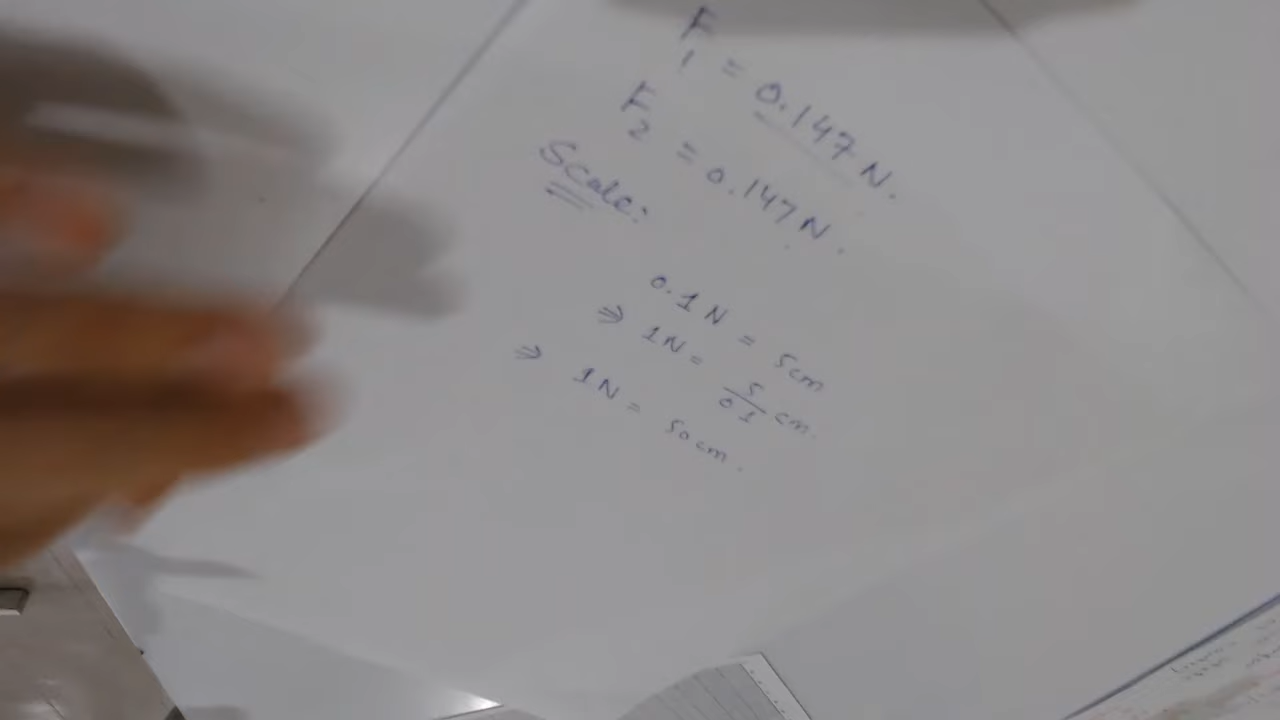 F1 = 0.147 N.
F2 = 0.147 N.
Scale:
0.1 N = 5cm
⇒ 1N = 5/0.1 cm.
⇒ 1N = 50cm.